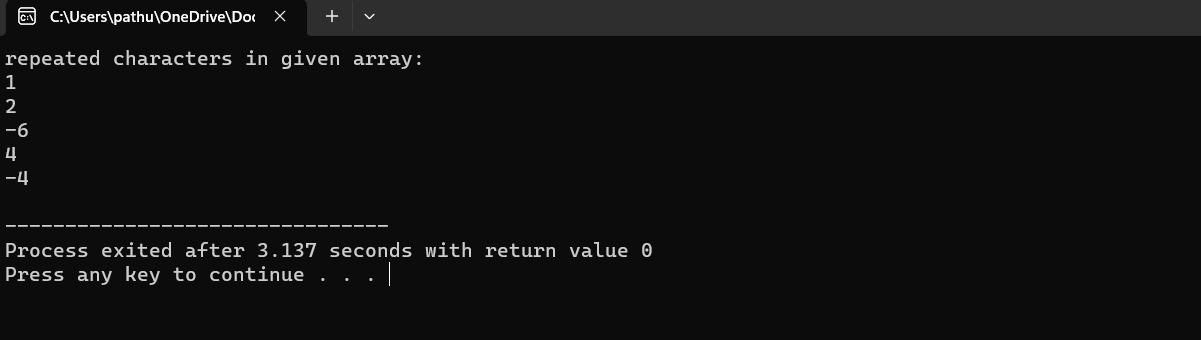 C:\Users\pathu\OneDrive\Doc
repeated characters in given array:
1
2
-6
4
-4
--------------------------------
Process exited after 3.137 seconds with return value 0
Press any key to continue . . .